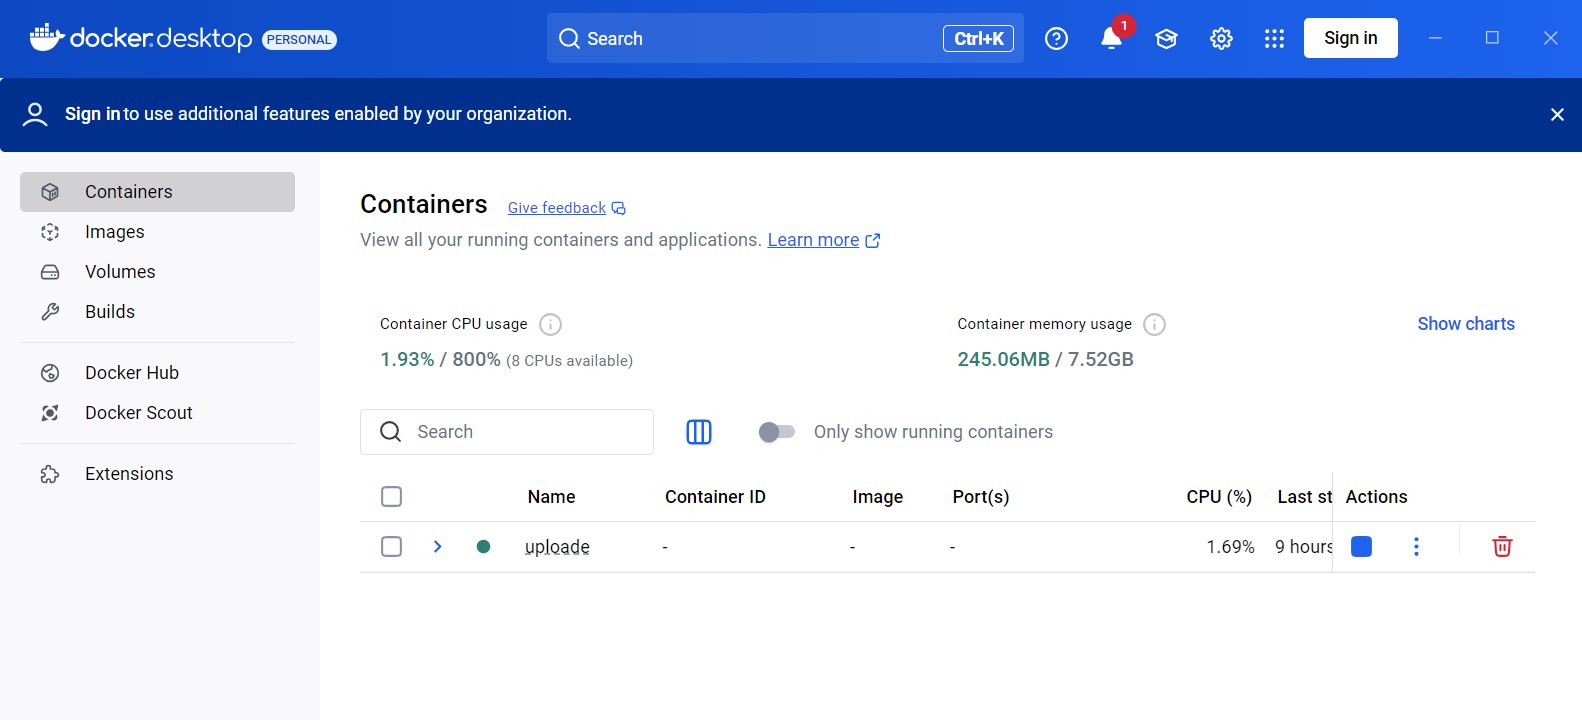 docker.desktop PERSONAL
Search Ctrl+K
1
Sign in
Sign in to use additional features enabled by your organization.
Containers
Images
Volumes
Builds
Docker Hub
Docker Scout
Extensions
Containers Give feedback
View all your running containers and applications. Learn more
Container CPU usage
1.93% / 800% (8 CPUs available)
Container memory usage
245.06MB / 7.52GB
Show charts
Search
Only show running containers
Name Container ID Image Port(s) CPU (%) Last st Actions
uploade - - - 1.69% 9 hours